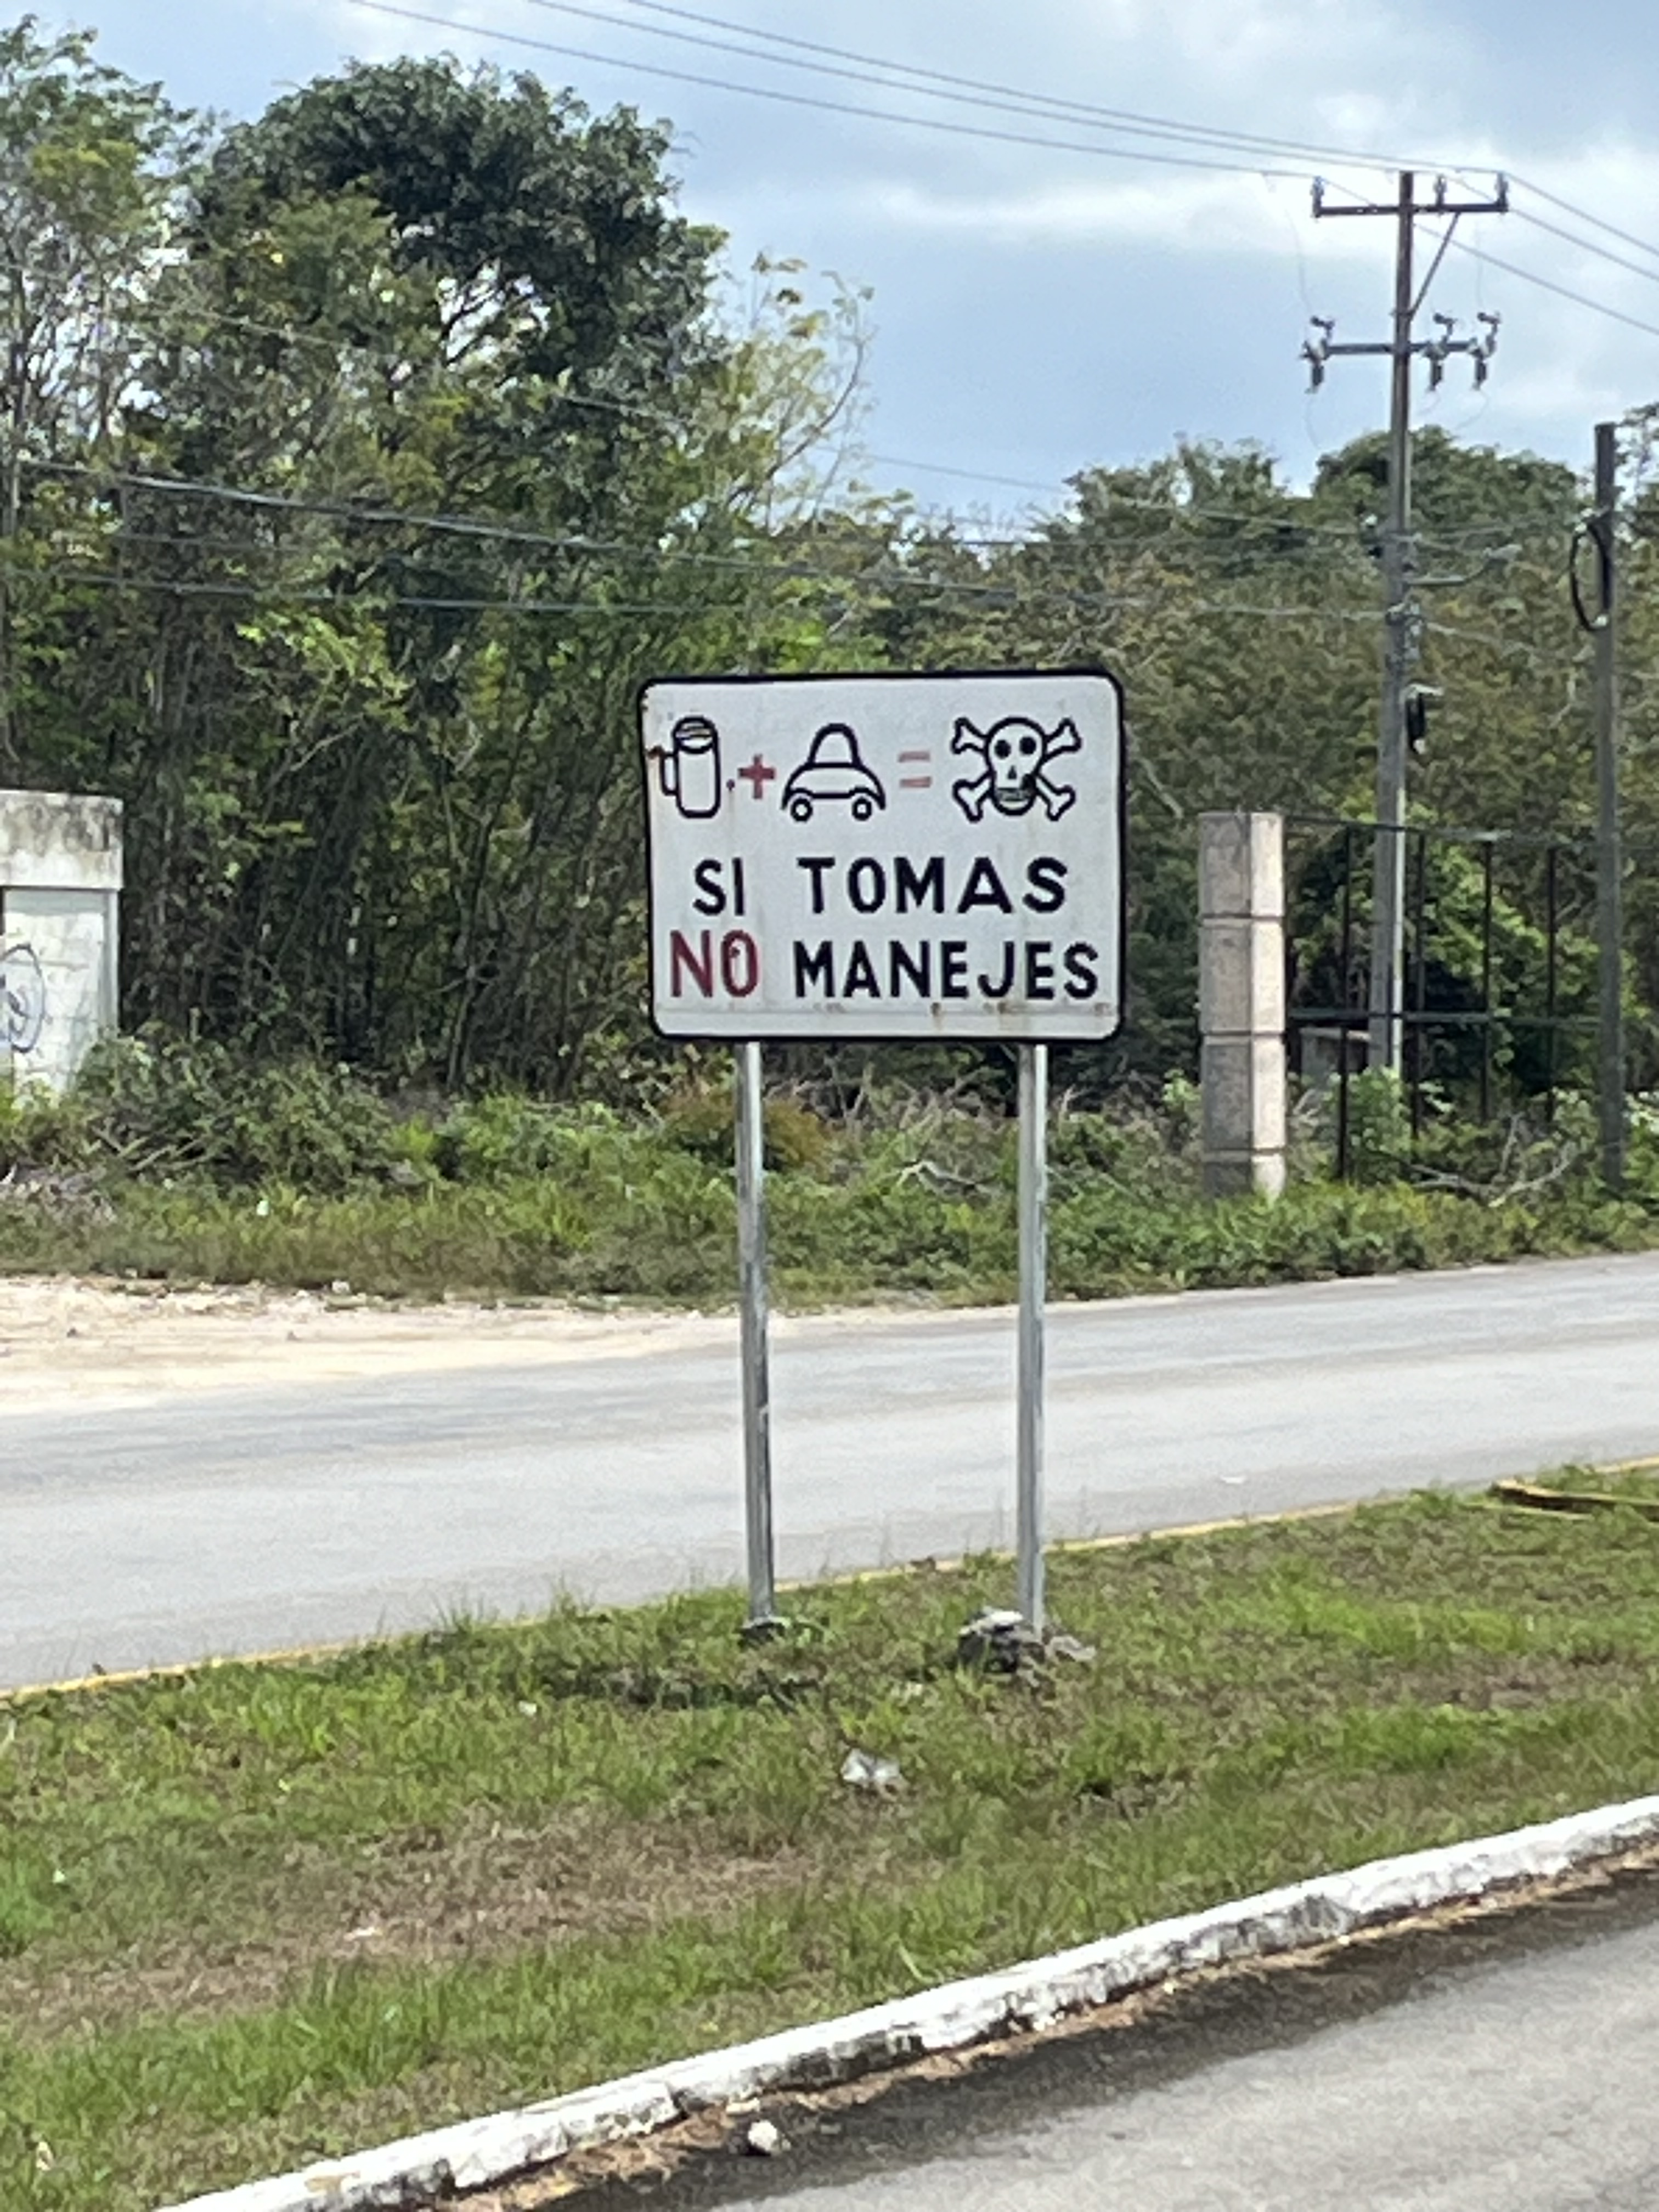 + =
SI TOMAS
NO MANEJES